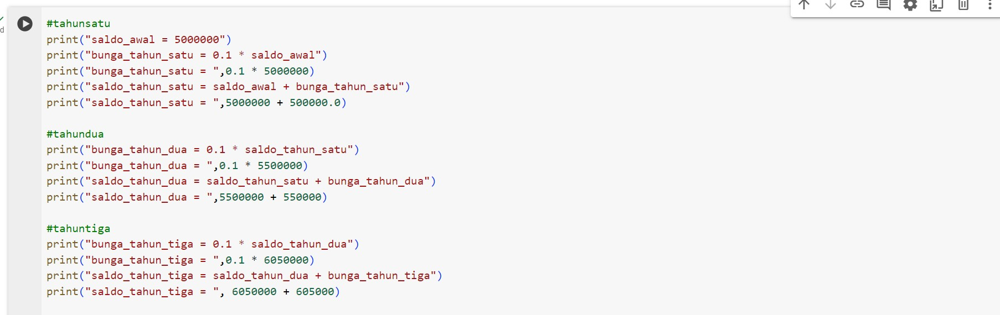 #tahunsatu
print("saldo_awal = 5000000")
print("bunga_tahun_satu = 0.1 * saldo_awal")
print("bunga_tahun_satu = ",0.1 * 5000000)
print("saldo_tahun_satu = saldo_awal + bunga_tahun_satu")
print("saldo_tahun_satu = ",5000000 + 500000.0)
#tahundua
print("bunga_tahun_dua = 0.1 * saldo_tahun_satu")
print("bunga_tahun_dua = ",0.1 * 5500000)
print("saldo_tahun_dua = saldo_tahun_satu + bunga_tahun_dua")
print("saldo_tahun_dua = ",5500000 + 550000)
#tahuntiga
print("bunga_tahun_tiga = 0.1 * saldo_tahun_dua")
print("bunga_tahun_tiga = ",0.1 * 6050000)
print("saldo_tahun_tiga = saldo_tahun_dua + bunga_tahun_tiga")
print("saldo_tahun_tiga = ", 6050000 + 605000)